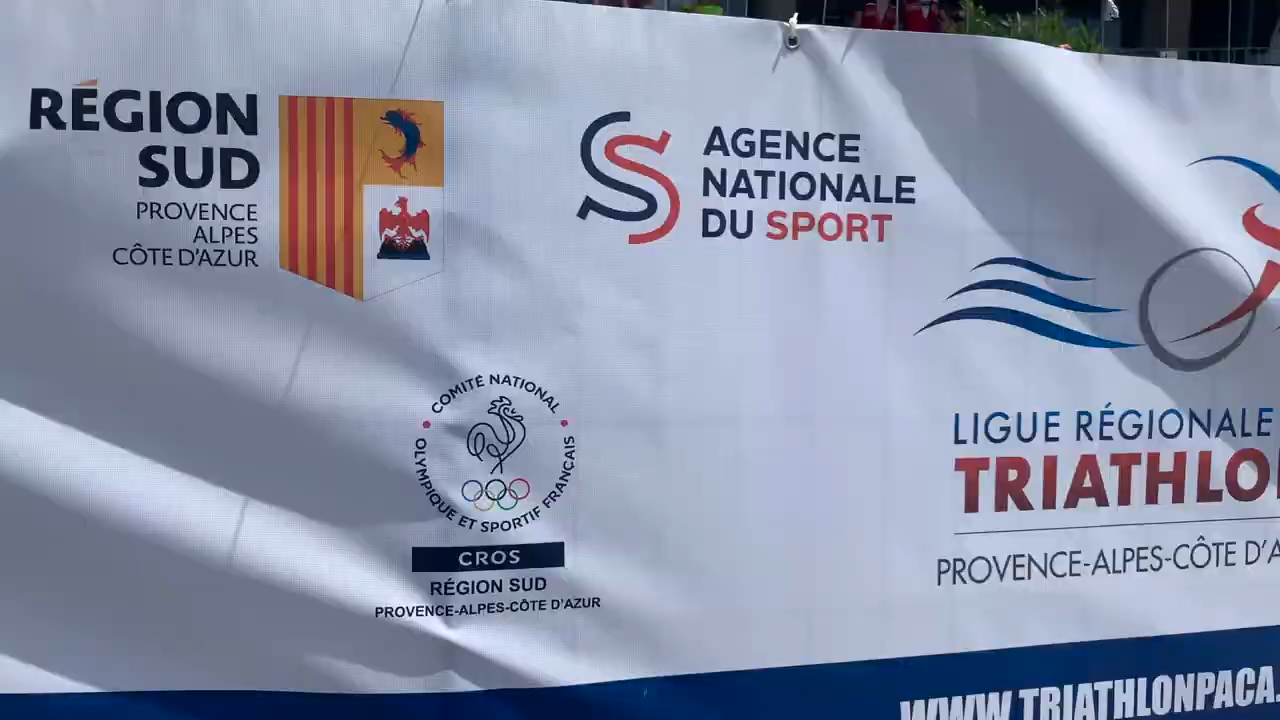 RÉGION
SUD
PROVENCE
ALPES
CÔTE D'AZUR
AGENCE
NATIONALE
DU SPORT
COMITÉ NATIONAL
OLYMPIQUE ET SPORTIF FRANÇAIS
CROS
RÉGION SUD
PROVENCE-ALPES-CÔTE D'AZUR
LIGUE RÉGIONALE
TRIATHLO
PROVENCE-ALPES-CÔTE D'A
WWW.TRIATHLONPACA.